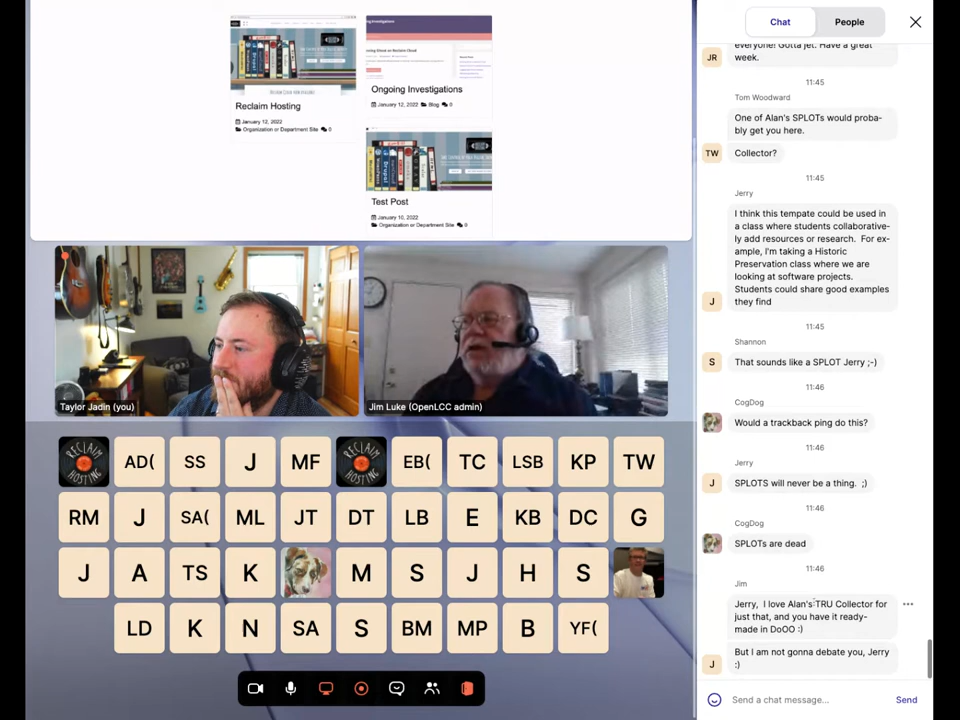 Reclaim Hosting
January 12, 2022
Organization or Department Site 0
Ongoing Investigations
January 12, 2022 Blog 0
Test Post
January 10, 2022
Organization or Department Site 0
Taylor Jadin (you)
Jim Luke (OpenLCC admin)
RECLAIM HOSTING
AD(
SS
J
MF
RECLAIM HOSTING
EB(
TC
LSB
KP
TW
RM
J
SA(
ML
JT
DT
LB
E
KB
DC
G
J
A
TS
K
M
S
J
H
S
LD
K
N
SA
S
BM
MP
B
YF(
Chat
People
everyone! Gotta jet. Have a great
week.
JR
11:45
Tom Woodward
One of Alan's SPLOTs would proba-
bly get you here.
TW
Collector?
11:45
Jerry
I think this tempate could be used in
a class where students collaborative-
ly add resources or research. For ex-
ample, I'm taking a Historic
Preservation class where we are
looking at software projects.
Students could share good examples
they find
J
11:45
Shannon
S
That sounds like a SPLOT Jerry ;-)
11:46
CogDog
Would a trackback ping do this?
11:46
Jerry
J
SPLOTS will never be a thing. ;)
11:46
CogDog
SPLOTs are dead
11:46
Jim
Jerry, I love Alan's TRU Collector for
just that, and you have it ready-
made in DoOO :)
But I am not gonna debate you, Jerry
:)
J
Send a chat message...
Send